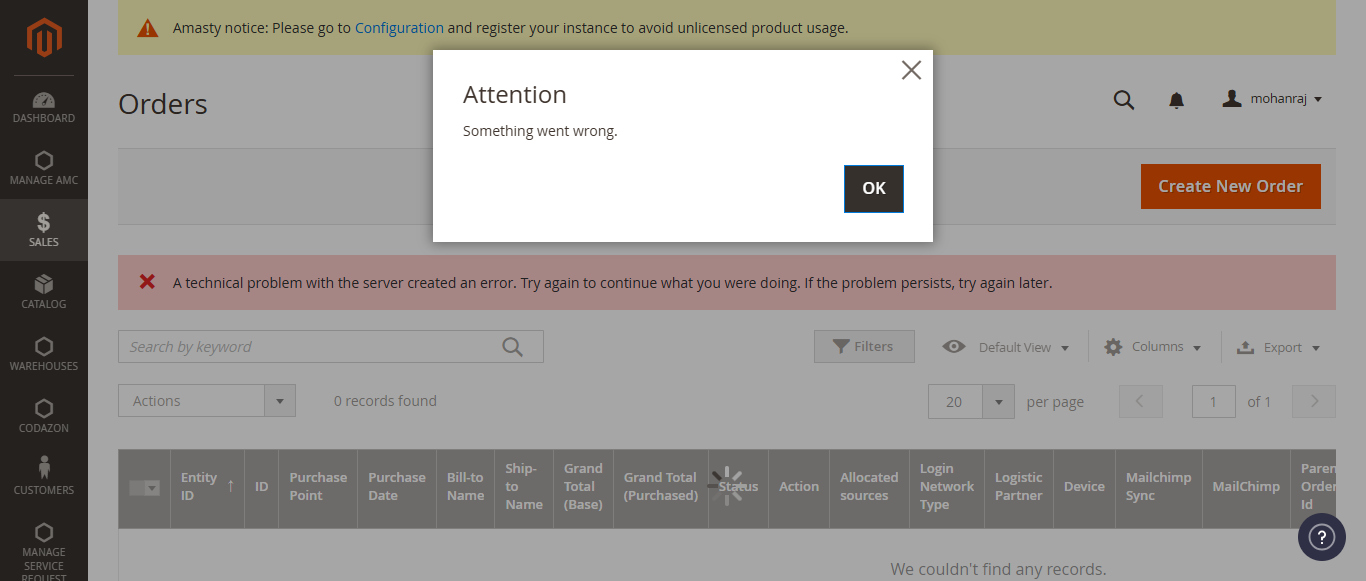 Amasty notice: Please go to Configuration and register your instance to avoid unlicensed product usage.
Attention
Something went wrong.
OK
Orders
mohanraj
Create New Order
DASHBOARD
MANAGE AMC
SALES
CATALOG
WAREHOUSES
CODAZON
CUSTOMERS
MANAGE
SERVICE
REQUEST
A technical problem with the server created an error. Try again to continue what you were doing. If the problem persists, try again later.
Search by keyword
Filters
Default View
Columns
Export
Actions
0 records found
20
per page
1
of 1
Entity
ID
ID
Purchase
Point
Purchase
Date
Bill-to
Name
Ship-
to
Name
Grand
Total
(Base)
Grand Total
(Purchased)
Status
Action
Allocated
sources
Login
Network
Type
Logistic
Partner
Device
Mailchimp
Sync
MailChimp
Paren
Order
Id
We couldn't find any records.
?